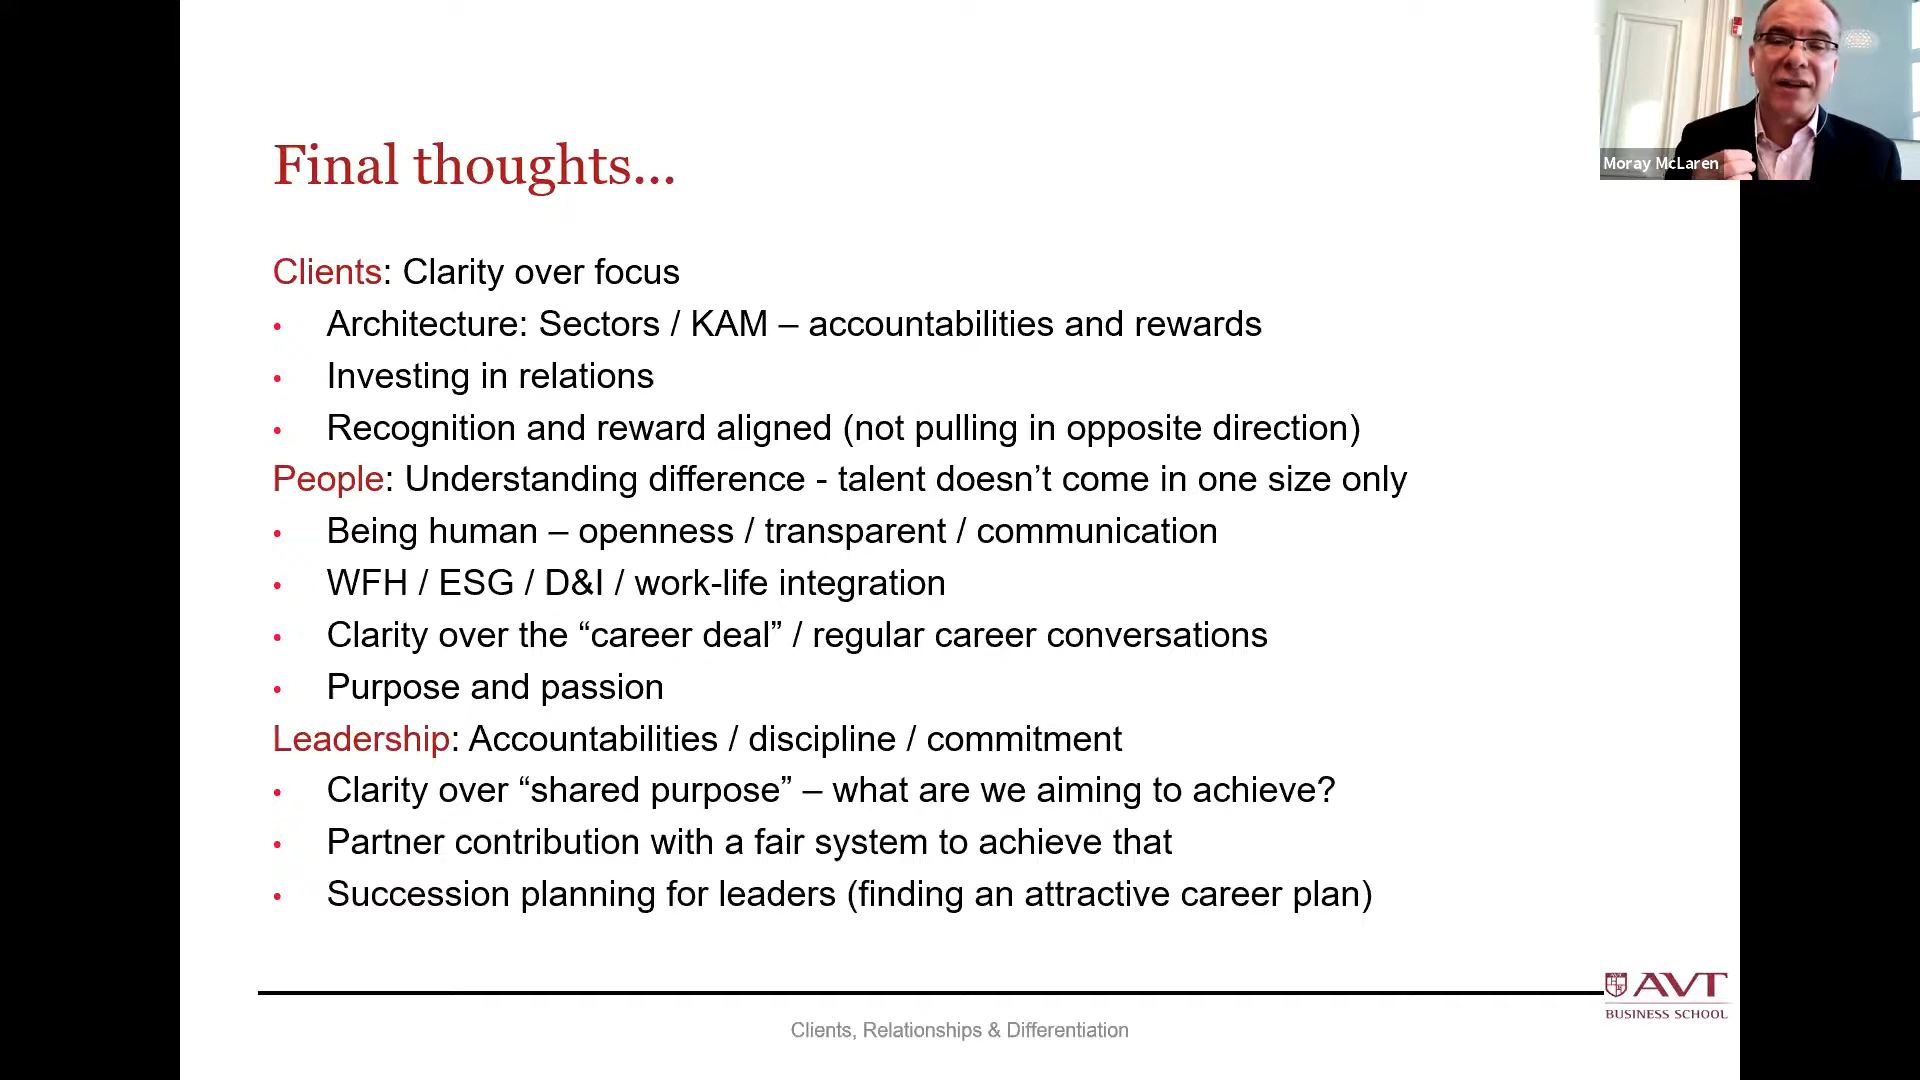 Moray McLaren
Final thoughts...
Clients: Clarity over focus
• Architecture: Sectors / KAM – accountabilities and rewards
• Investing in relations
• Recognition and reward aligned (not pulling in opposite direction)
People: Understanding difference - talent doesn’t come in one size only
• Being human – openness / transparent / communication
• WFH / ESG / D&I / work-life integration
• Clarity over the “career deal” / regular career conversations
• Purpose and passion
Leadership: Accountabilities / discipline / commitment
• Clarity over “shared purpose” – what are we aiming to achieve?
• Partner contribution with a fair system to achieve that
• Succession planning for leaders (finding an attractive career plan)
AVT
BUSINESS SCHOOL
Clients, Relationships & Differentiation